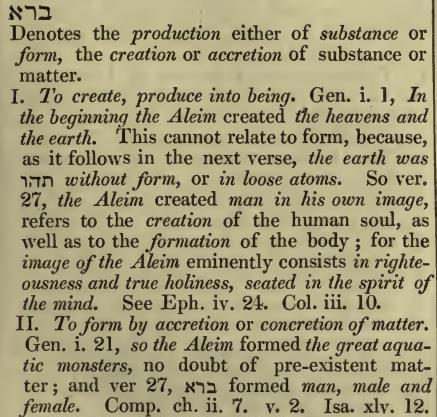 ברא
Denotes the production either of substance or
form, the creation or accretion of substance or
matter.
I. To create, produce into being. Gen. i. 1, In
the beginning the Aleim created the heavens and
the earth. This cannot relate to form, because,
as it follows in the next verse, the earth was
תהו without form, or in loose atoms. So ver.
27, the Aleim created man in his own image,
refers to the creation of the human soul, as
well as to the formation of the body; for the
image of the Aleim eminently consists in righte-
ousness and true holiness, seated in the spirit of
the mind. See Eph. iv. 24. Col. iii. 10.
II. To form by accretion or concretion of matter.
Gen. i. 21, so the Aleim formed the great aqua-
tic monsters, no doubt of pre-existent mat-
ter; and ver 27, ברא formed man, male and
female. Comp. ch. ii. 7. v. 2. Isa. xlv. 12.